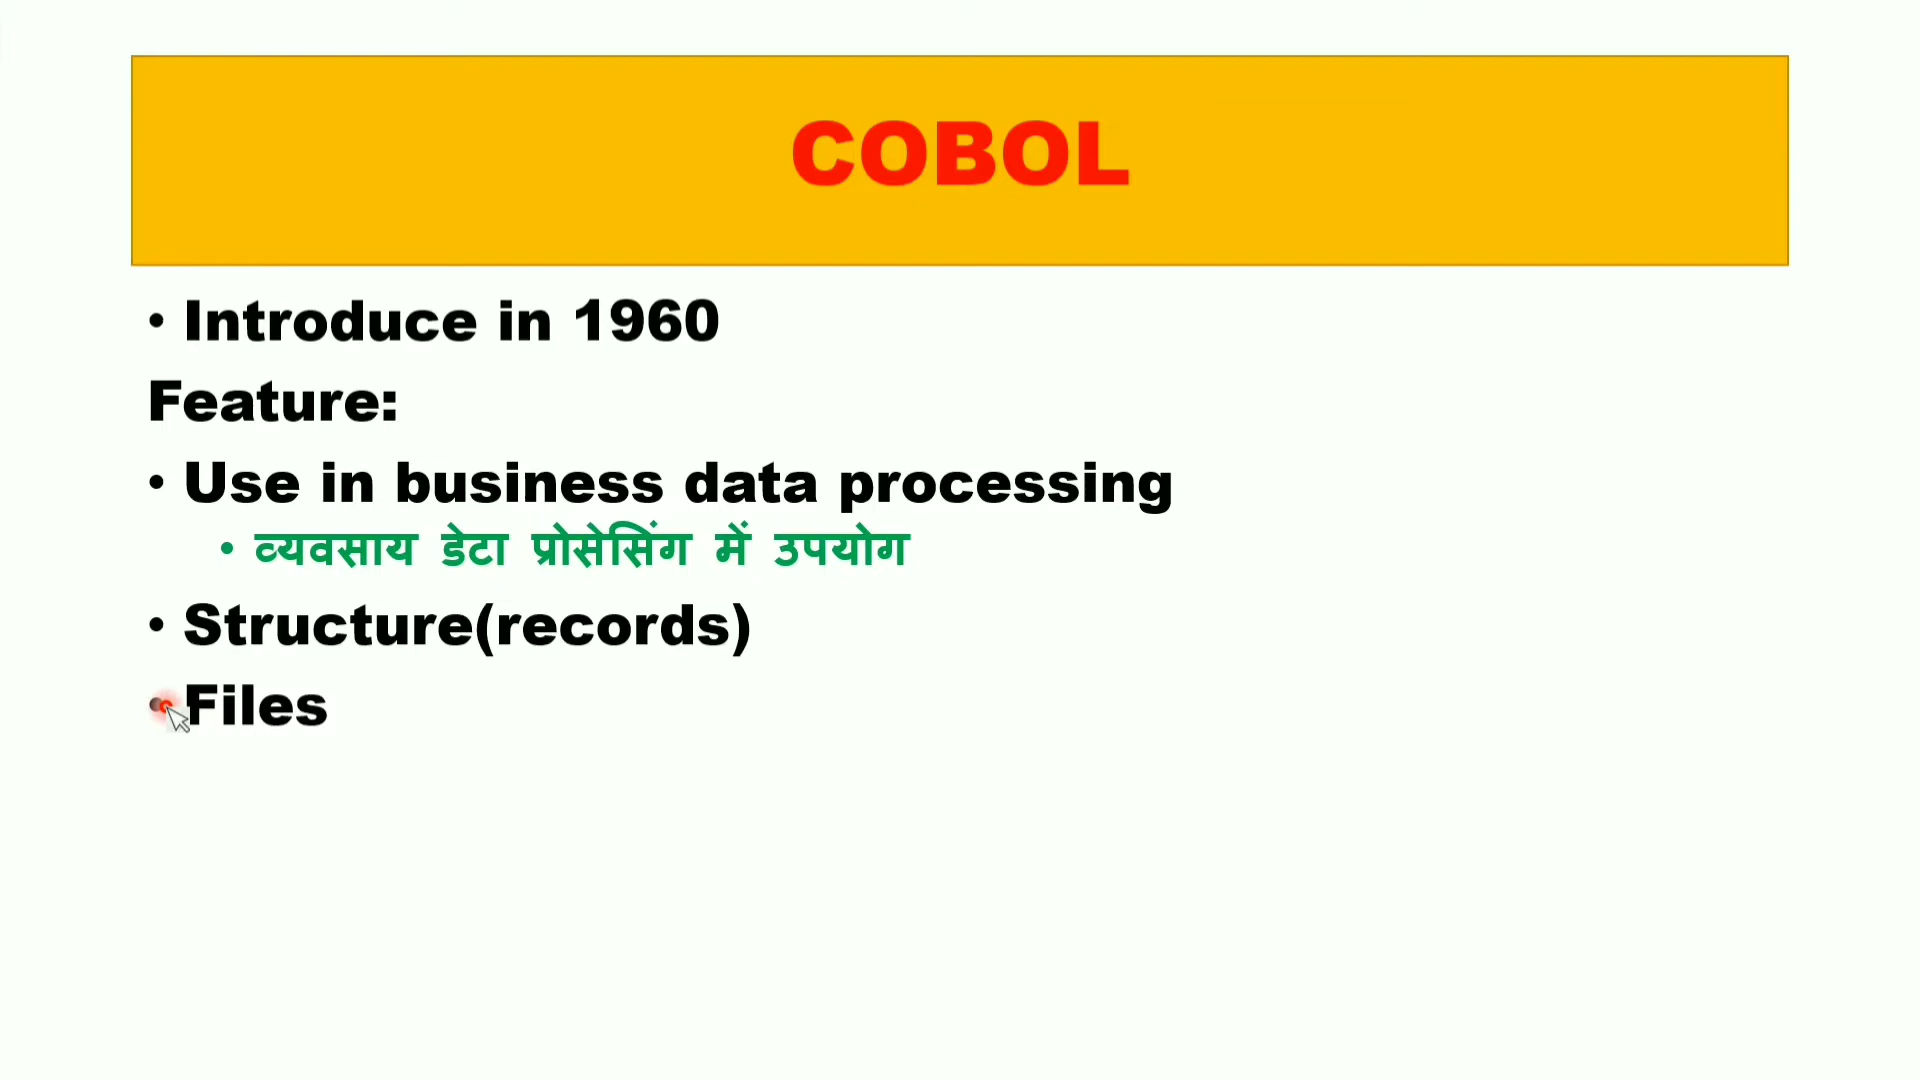 COBOL
• Introduce in 1960
Feature:
• Use in business data processing
• व्यवसाय डेटा प्रोसेसिंग में उपयोग
• Structure(records)
• Files